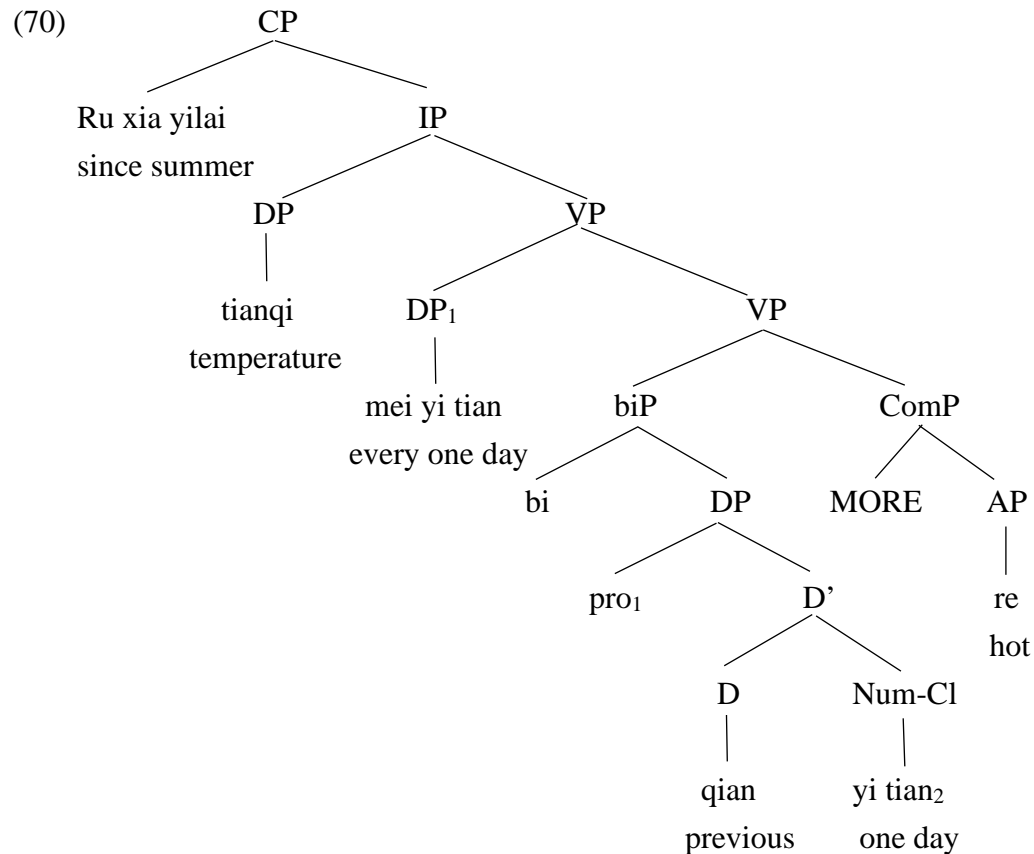 (70) CP
Ru xia yilai IP
since summer
DP VP
tianqi DP1 VP
temperature
mei yi tian biP ComP
every one day
bi DP MORE AP
pro1 D’ re
hot
D Num-Cl
qian yi tian2
previous one day